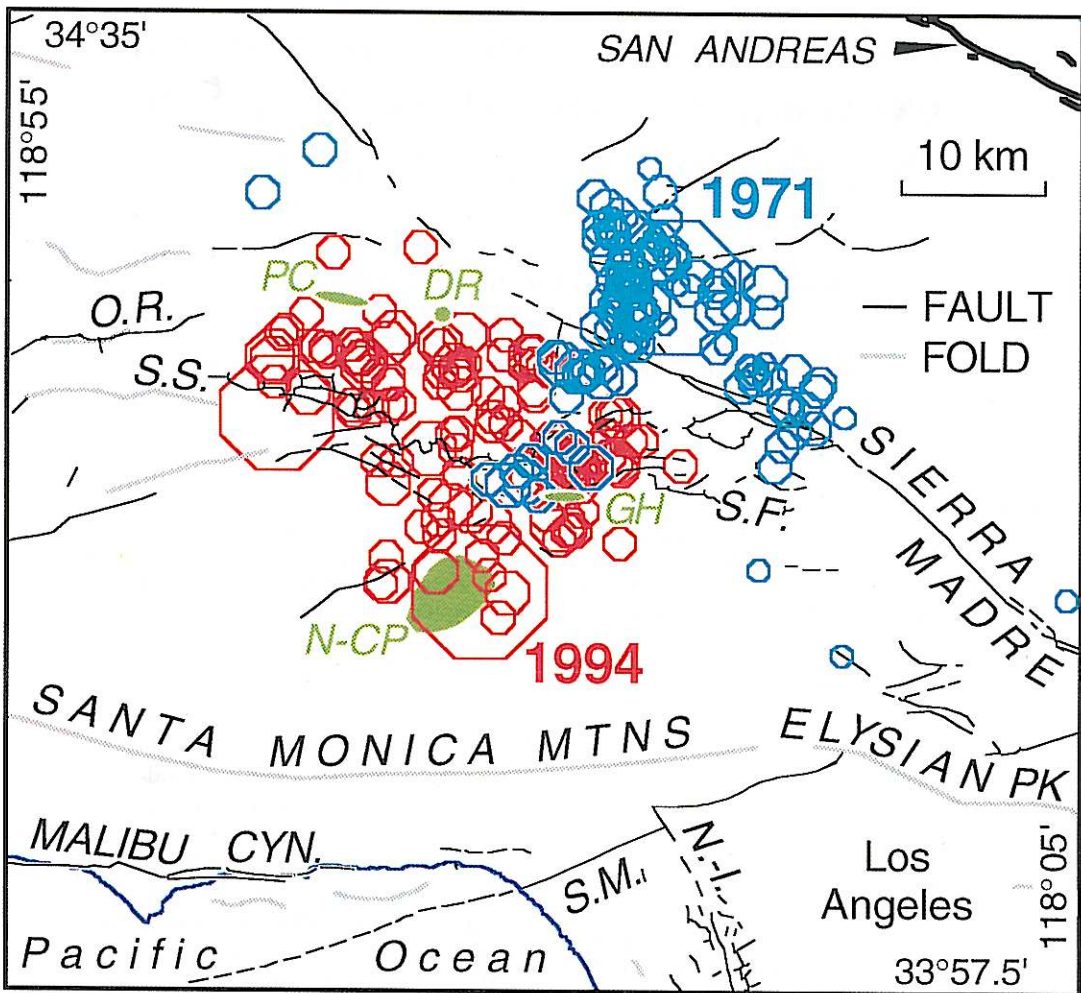 34°35'
118°55'
SAN ANDREAS
10 km
1971
PC
DR
O.R.
S.S.
FAULT
FOLD
SIERRA MADRE
GH
S.F.
N-CP
1994
SANTA MONICA MTNS
ELYSIAN PK
MALIBU CYN.
S.M.
N.-I.
Los
Angeles
118°05'
Pacific Ocean
33°57.5'